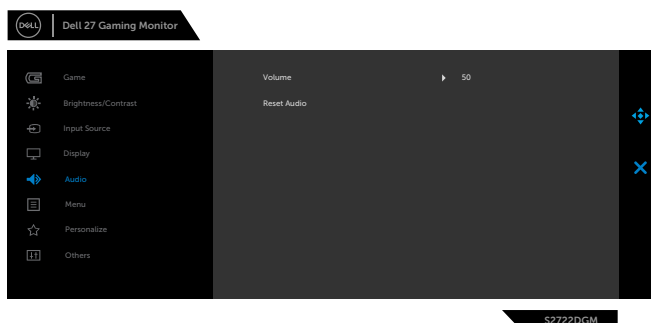 DELL
Dell 27 Gaming Monitor
Game
Volume
50
Brightness/Contrast
Reset Audio
Input Source
Display
Audio
Menu
Personalize
Others
S2722DGM